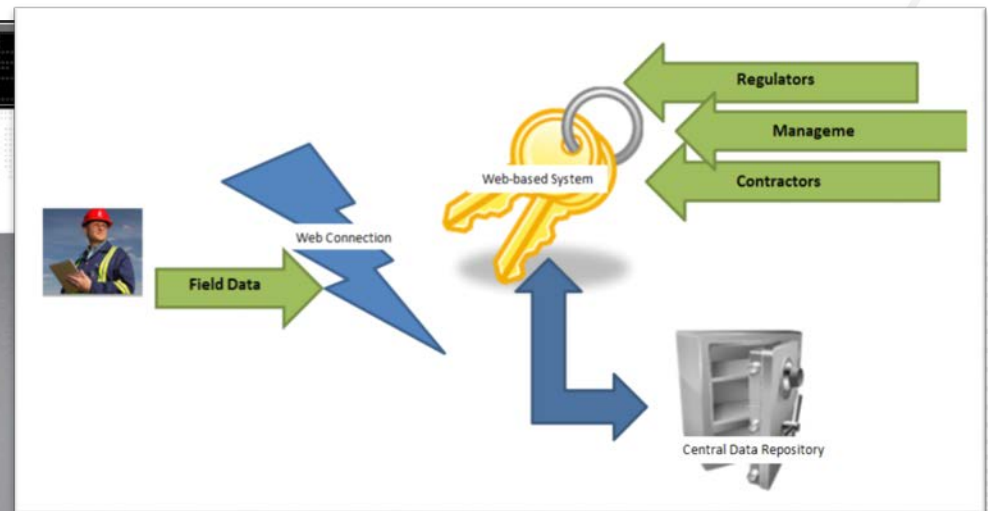 Regulators
Manageme
Contractors
Web-based System
Web Connection
Field Data
Central Data Repository